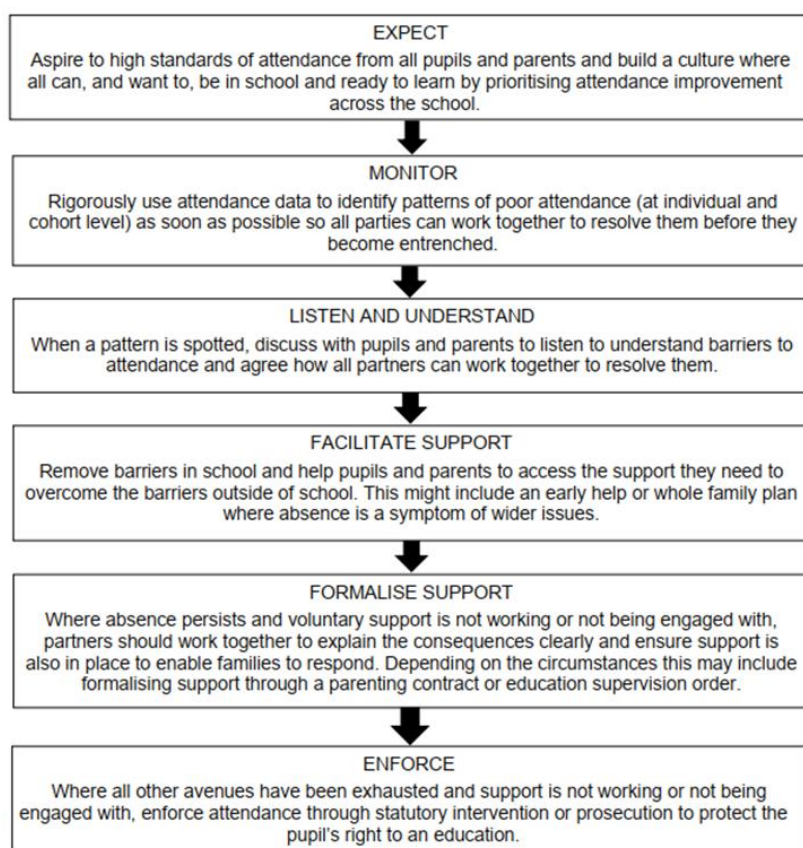 EXPECT
Aspire to high standards of attendance from all pupils and parents and build a culture where
all can, and want to, be in school and ready to learn by prioritising attendance improvement
across the school.
MONITOR
Rigorously use attendance data to identify patterns of poor attendance (at individual and
cohort level) as soon as possible so all parties can work together to resolve them before they
become entrenched.
LISTEN AND UNDERSTAND
When a pattern is spotted, discuss with pupils and parents to listen to understand barriers to
attendance and agree how all partners can work together to resolve them.
FACILITATE SUPPORT
Remove barriers in school and help pupils and parents to access the support they need to
overcome the barriers outside of school. This might include an early help or whole family plan
where absence is a symptom of wider issues.
FORMALISE SUPPORT
Where absence persists and voluntary support is not working or not being engaged with,
partners should work together to explain the consequences clearly and ensure support is
also in place to enable families to respond. Depending on the circumstances this may include
formalising support through a parenting contract or education supervision order.
ENFORCE
Where all other avenues have been exhausted and support is not working or not being
engaged with, enforce attendance through statutory intervention or prosecution to protect the
pupil's right to an education.